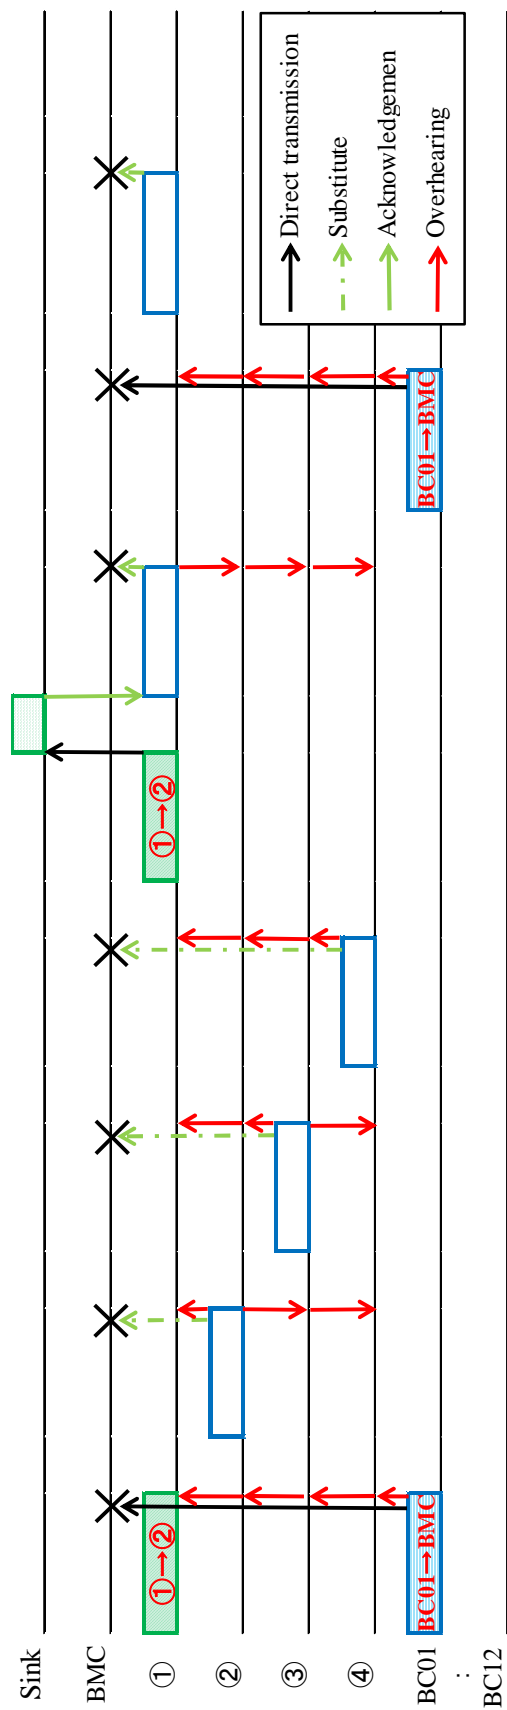 Sink
BMC
①
②
③
④
BC01
:
BC12
①→②
BC01→BMC
①→②
BC01→BMC
Direct transmission
Substitute
Acknowledgemen
Overhearing